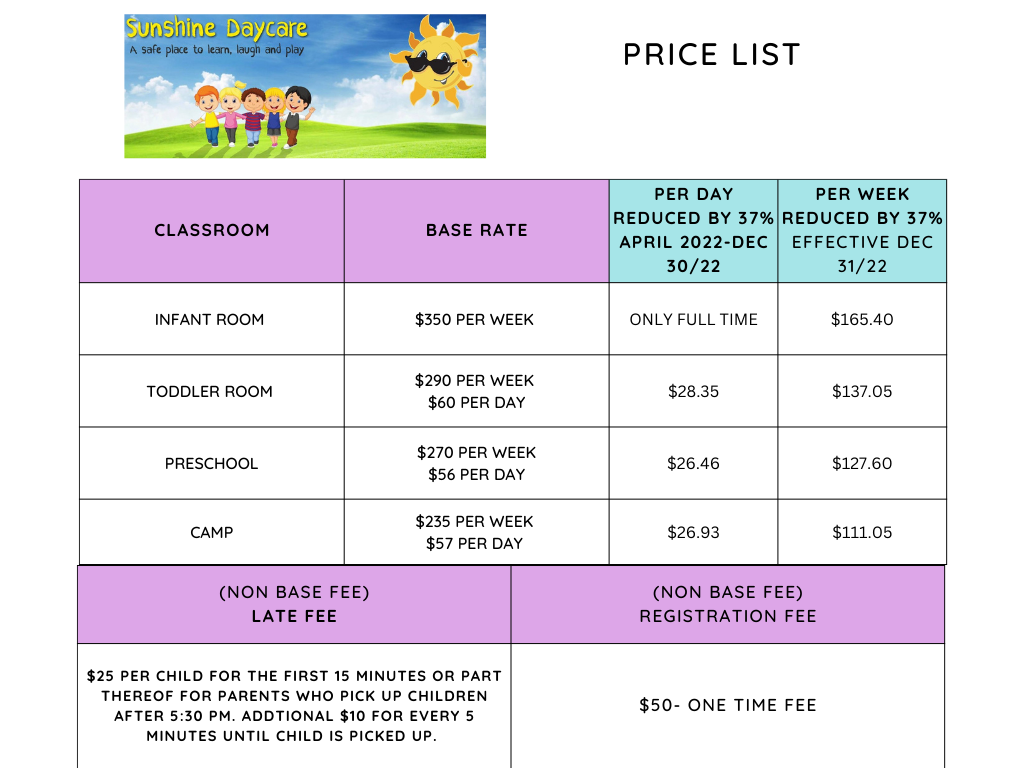 Sunshine Daycare
A safe place to learn, laugh and play
PRICE LIST
CLASSROOM
BASE RATE
PER DAY
REDUCED BY 37%
APRIL 2022-DEC
30/22
PER WEEK
REDUCED BY 37%
EFFECTIVE DEC
31/22
INFANT ROOM
$350 PER WEEK
ONLY FULL TIME
$165.40
TODDLER ROOM
$290 PER WEEK
$60 PER DAY
$28.35
$137.05
PRESCHOOL
$270 PER WEEK
$56 PER DAY
$26.46
$127.60
CAMP
$235 PER WEEK
$57 PER DAY
$26.93
$111.05
(NON BASE FEE)
LATE FEE
(NON BASE FEE)
REGISTRATION FEE
$25 PER CHILD FOR THE FIRST 15 MINUTES OR PART
THEREOF FOR PARENTS WHO PICK UP CHILDREN
AFTER 5:30 PM. ADDTIONAL $10 FOR EVERY 5
MINUTES UNTIL CHILD IS PICKED UP.
$50- ONE TIME FEE